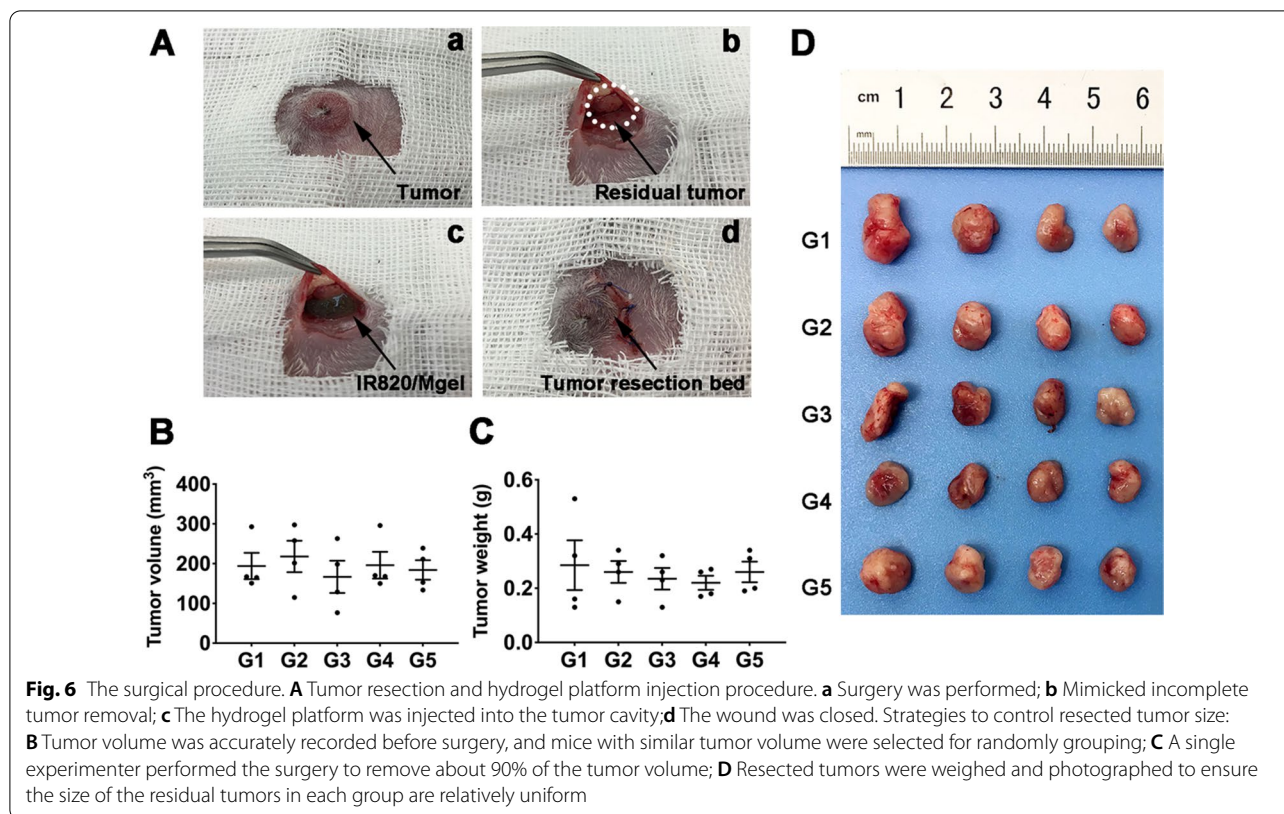 A
a
Tumor
b
Residual tumor
c
IR820/Mgel
d
Tumor resection bed
B
Tumor volune (mm³)
400
300
200
100
0
G1 G2 G3 G4 G5
C
Tumor weight (g)
0.6
0.4
0.2
0.0
G1 G2 G3 G4 G5
D
cm 1 2 3 4 5 6
mm
G1
G2
G3
G4
G5
Fig. 6 The surgical procedure. A Tumor resection and hydrogel platform injection procedure. a Surgery was performed; b Mimicked incomplete
tumor removal; c The hydrogel platform was injected into the tumor cavity;d The wound was closed. Strategies to control resected tumor size:
B Tumor volume was accurately recorded before surgery, and mice with similar tumor volume were selected for randomly grouping; C A single
experimenter performed the surgery to remove about 90% of the tumor volume; D Resected tumors were weighed and photographed to ensure
the size of the residual tumors in each group are relatively uniform